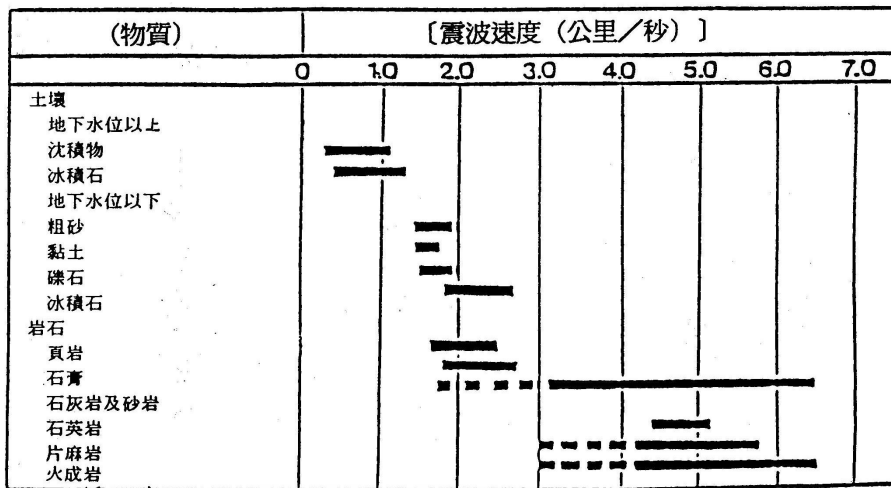 (物質) 〔震波速度（公里／秒）〕
0 1.0 2.0 3.0 4.0 5.0 6.0 7.0
土壤
地下水位以上
沈積物
冰積石
地下水位以下
粗砂
黏土
礫石
冰積石
岩石
頁岩
石膏
石灰岩及砂岩
石英岩
片麻岩
火成岩